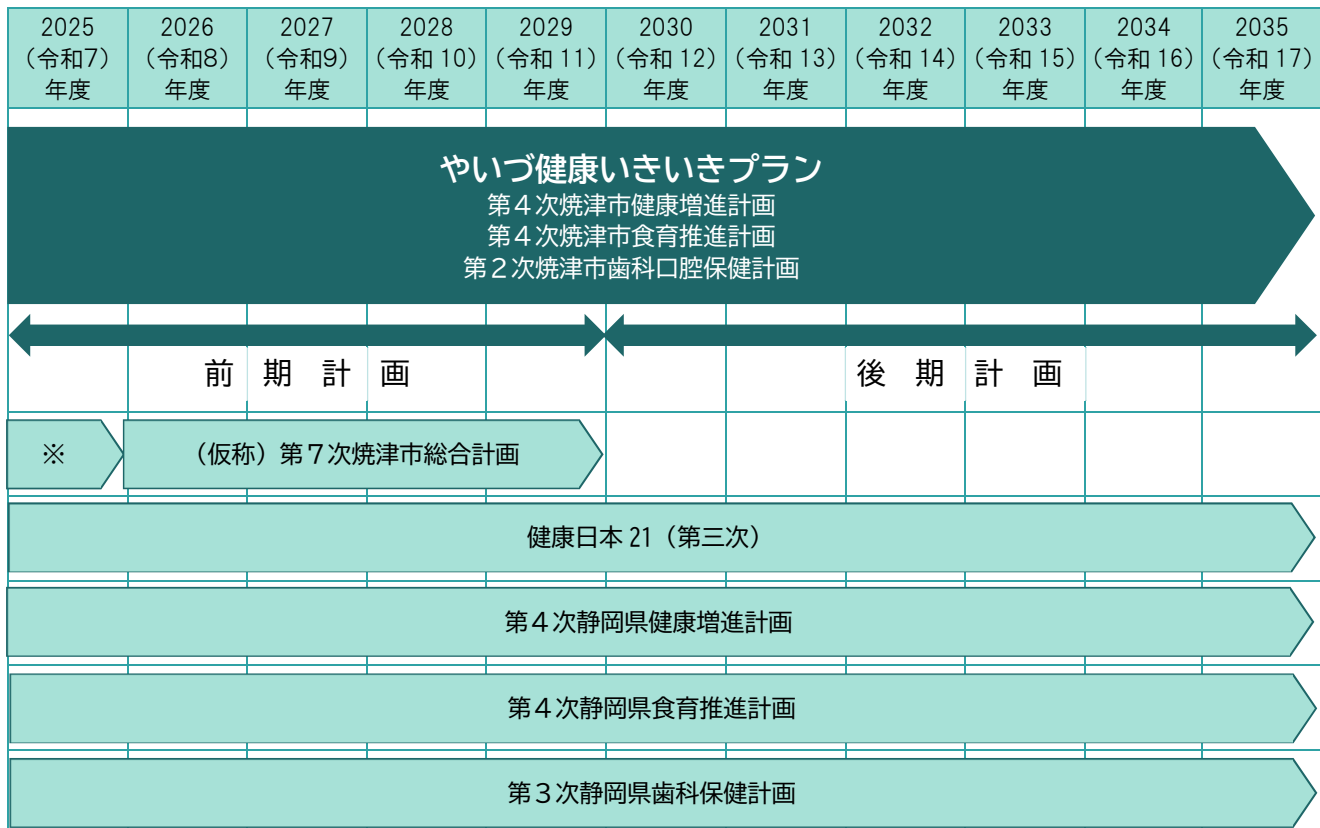 2025
（令和7）
年度
2026
（令和8）
年度
2027
（令和9）
年度
2028
（令和 10）
年度
2029
（令和 11）
年度
2030
（令和 12）
年度
2031
（令和 13）
年度
2032
（令和 14）
年度
2033
（令和 15）
年度
2034
（令和 16）
年度
2035
（令和 17）
年度
やいづ健康いきいきプラン
第４次焼津市健康増進計画
第４次焼津市食育推進計画
第２次焼津市歯科口腔保健計画
前　期　計　画
後　期　計　画
※
（仮称）第７次焼津市総合計画
健康日本 21（第三次）
第４次静岡県健康増進計画
第４次静岡県食育推進計画
第３次静岡県歯科保健計画